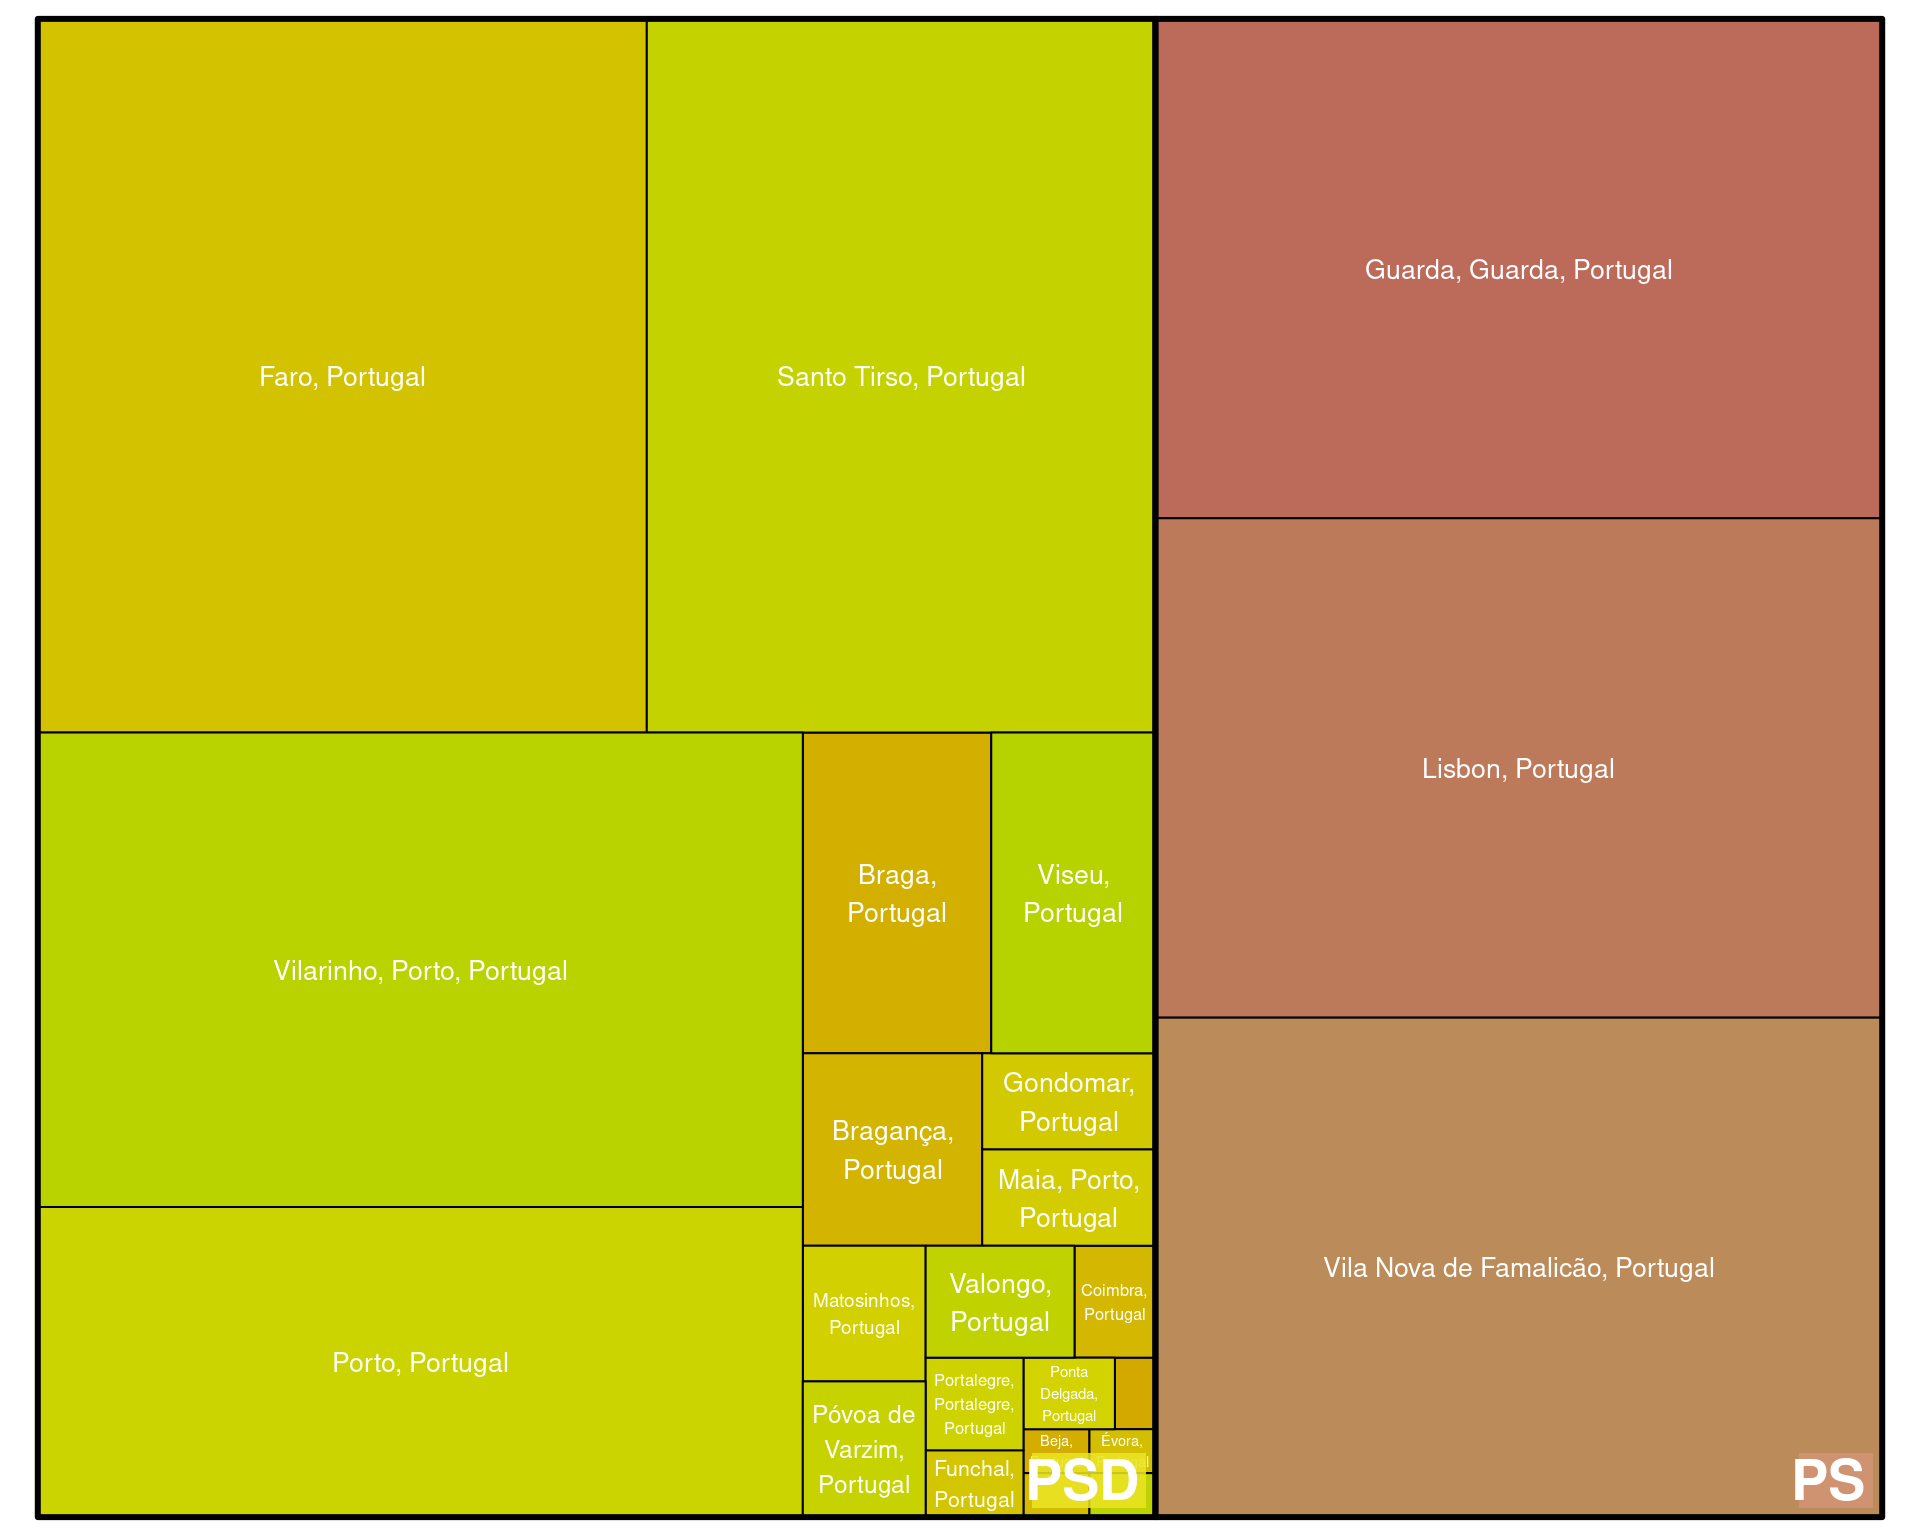 Faro, Portugal
Santo Tirso, Portugal
Guarda, Guarda, Portugal
Lisbon, Portugal
Vilarinho, Porto, Portugal
Braga,
Portugal
Viseu,
Portugal
Gondomar,
Portugal
Bragança,
Portugal
Maia, Porto,
Portugal
Vila Nova de Famalicão, Portugal
Porto, Portugal
Matosinhos,
Portugal
Valongo,
Portugal
Coimbra,
Portugal
Portalegre,
Portalegre,
Portugal
Ponta
Delgada,
Portugal
Póvoa de
Varzim,
Portugal
Funchal,
Portugal
Beja,
Évora,
PSD
PS